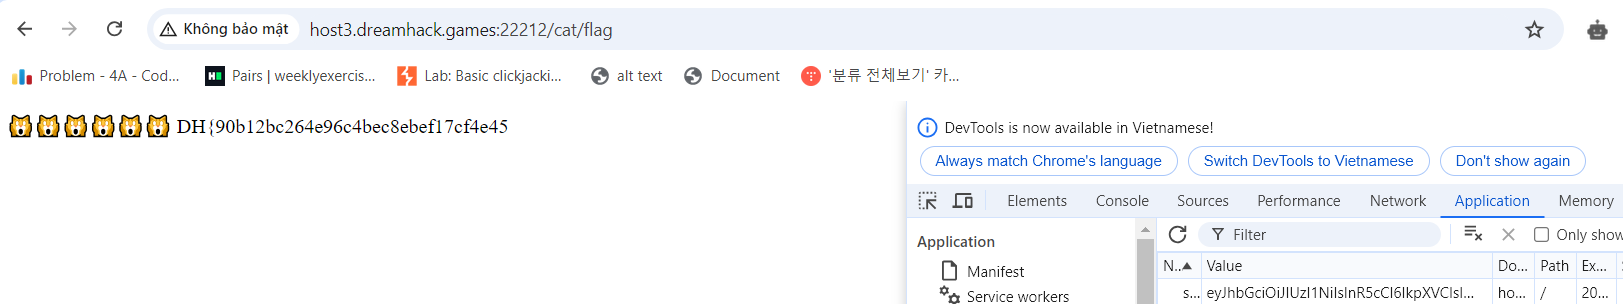 Không bảo mật host3.dreamhack.games:22212/cat/flag
Problem - 4A - Cod... Pairs | weeklyexercis... Lab: Basic clickjacki... alt text Document '분류 전체보기' 카...
DH{90b12bc264e96c4bec8ebef17cf4e45
DevTools is now available in Vietnamese!
Always match Chrome's language Switch DevTools to Vietnamese Don't show again
Elements Console Sources Performance Network Application Memory
Application Filter Only show
N.. Value Do... Path Ex...
Manifest
s... eyJhbGciOiJIUzI1NiIsInR5cCI6IkpXVCIsI... ho... / 20...
Service workers